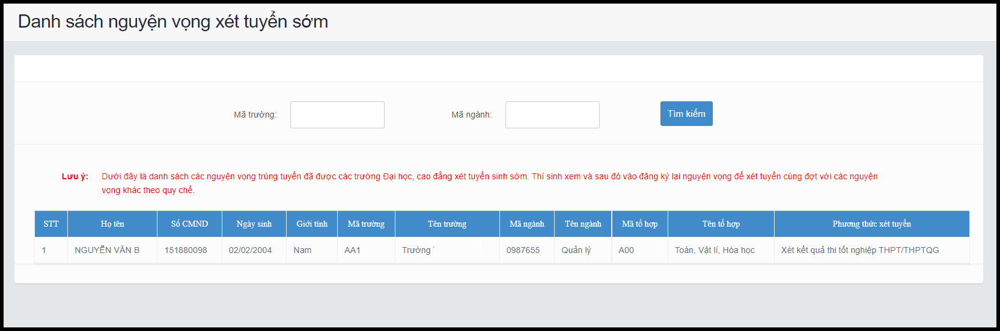 Danh sách nguyện vọng xét tuyển sớm
Mã trường: Mã ngành: Tìm kiếm
Lưu ý: Dưới đây là danh sách các nguyện vọng trúng tuyển đã được các trường Đại học, cao đẳng xét tuyển sinh sớm. Thí sinh xem và sau đó vào đăng ký lại nguyện vọng để xét tuyển cùng đợt với các nguyện
vọng khác theo quy chế.
STT Họ tên Số CMND Ngày sinh Giới tính Mã trường Tên trường Mã ngành Tên ngành Mã tổ hợp Tên tổ hợp Phương thức xét tuyển
1 NGUYỄN VĂN B 151880098 02/02/2004 Nam AA1 Trường 0987655 Quản lý A00 Toán, Vật lí, Hóa học Xét kết quả thi tốt nghiệp THPT/THPTQG